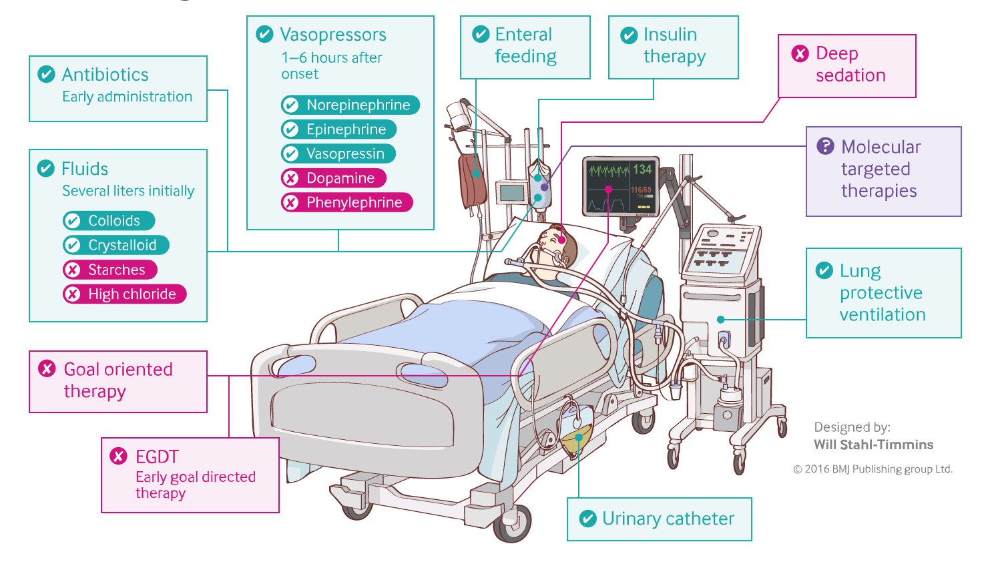 Antibiotics
Early administration
Fluids
Several liters initially
Colloids
Crystalloid
Starches
High chloride
Vasopressors
1–6 hours after
onset
Norepinephrine
Epinephrine
Vasopressin
Dopamine
Phenylephrine
Enteral
feeding
Insulin
therapy
Deep
sedation
Molecular
targeted
therapies
134
116/69
(79)
Lung
protective
ventilation
Goal oriented
therapy
EGDT
Early goal directed
therapy
Urinary catheter
Designed by:
Will Stahl-Timmins
© 2016 BMJ Publishing group Ltd.